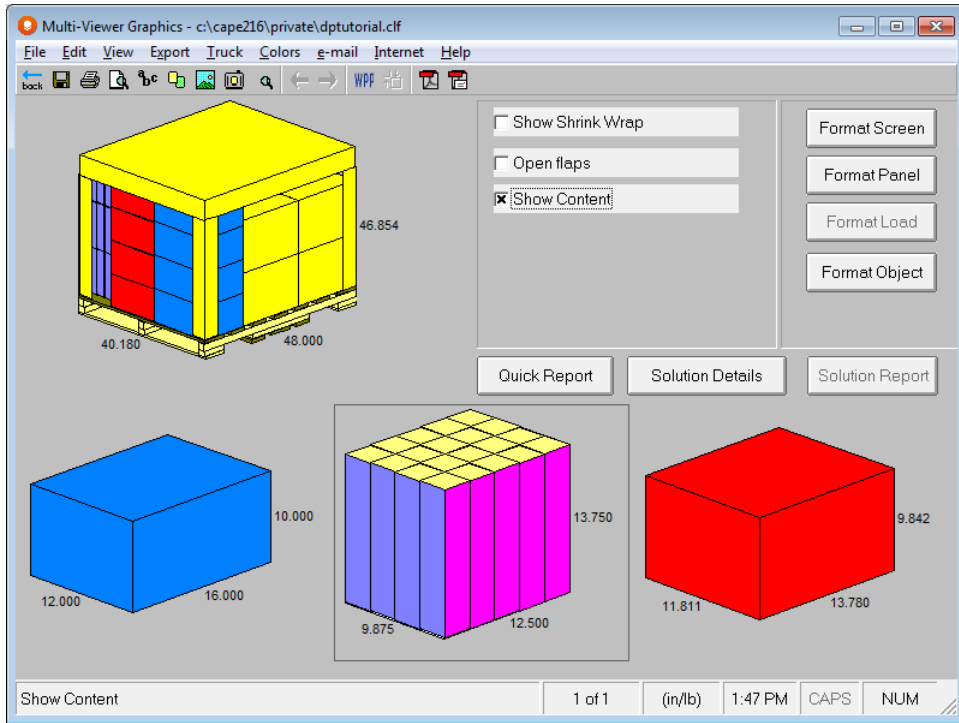 Multi-Viewer Graphics - c:\cape216\private\dptutorial.clf
File Edit View Export Truck Colors e-mail Internet Help
back abc WPF
Show Shrink Wrap
Open flaps
Show Content
Format Screen
Format Panel
Format Load
Format Object
46.854
40.180
48.000
Quick Report Solution Details Solution Report
10.000
12.000
16.000
13.750
9.875
12.500
9.842
11.811
13.780
Show Content 1 of 1 (in/lb) 1:47 PM CAPS NUM